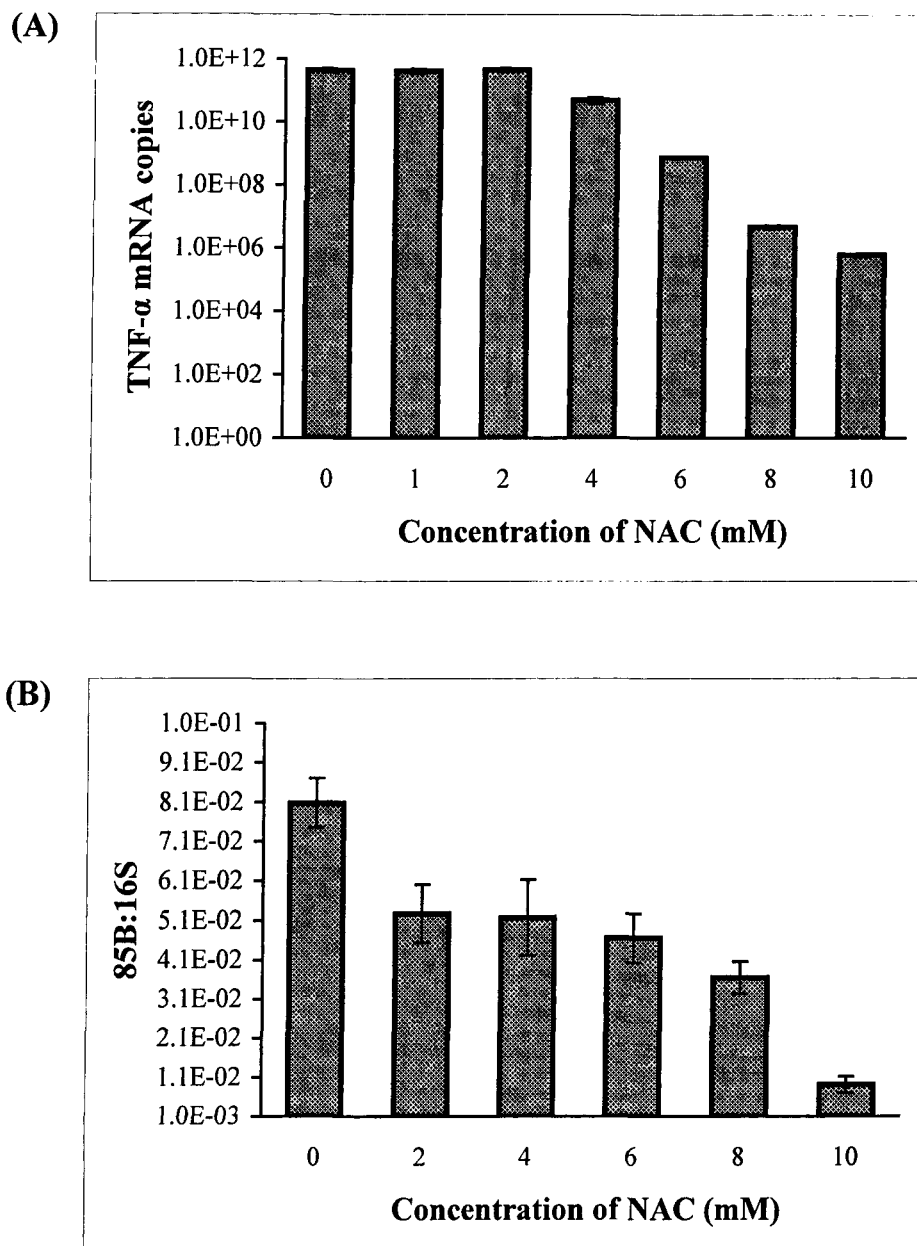 (A)
TNF-α mRNA copies
1.0E+12
1.0E+10
1.0E+08
1.0E+06
1.0E+04
1.0E+02
1.0E+00
0 1 2 4 6 8 10
Concentration of NAC (mM)
(B)
85B:16S
1.0E-01
9.1E-02
8.1E-02
7.1E-02
6.1E-02
5.1E-02
4.1E-02
3.1E-02
2.1E-02
1.1E-02
1.0E-03
0 2 4 6 8 10
Concentration of NAC (mM)